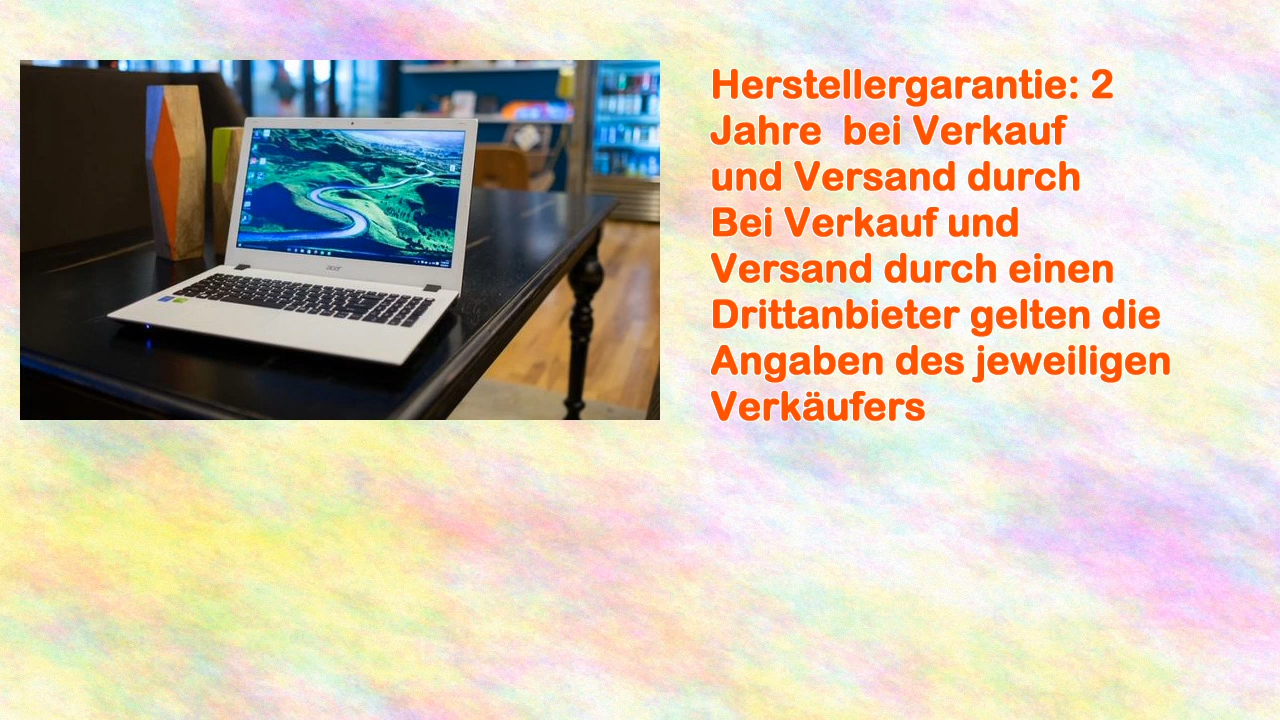 Herstellergarantie: 2
Jahre  bei Verkauf
und Versand durch
Bei Verkauf und
Versand durch einen
Drittanbieter gelten die
Angaben des jeweiligen
Verkäufers
acer